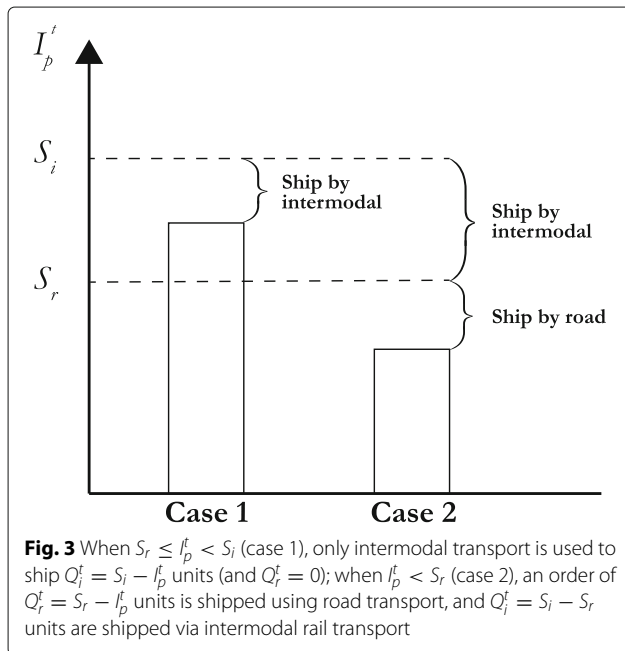 I_p^t
S_i
Ship by
intermodal
Ship by
intermodal
S_r
Ship by road
Case 1 Case 2
Fig. 3 When S_r ≤ I_p^t < S_i (case 1), only intermodal transport is used to
ship Q_i^t = S_i − I_p^t units (and Q_r^t = 0); when I_p^t < S_r (case 2), an order of
Q_r^t = S_r − I_p^t units is shipped using road transport, and Q_i^t = S_i − S_r
units are shipped via intermodal rail transport